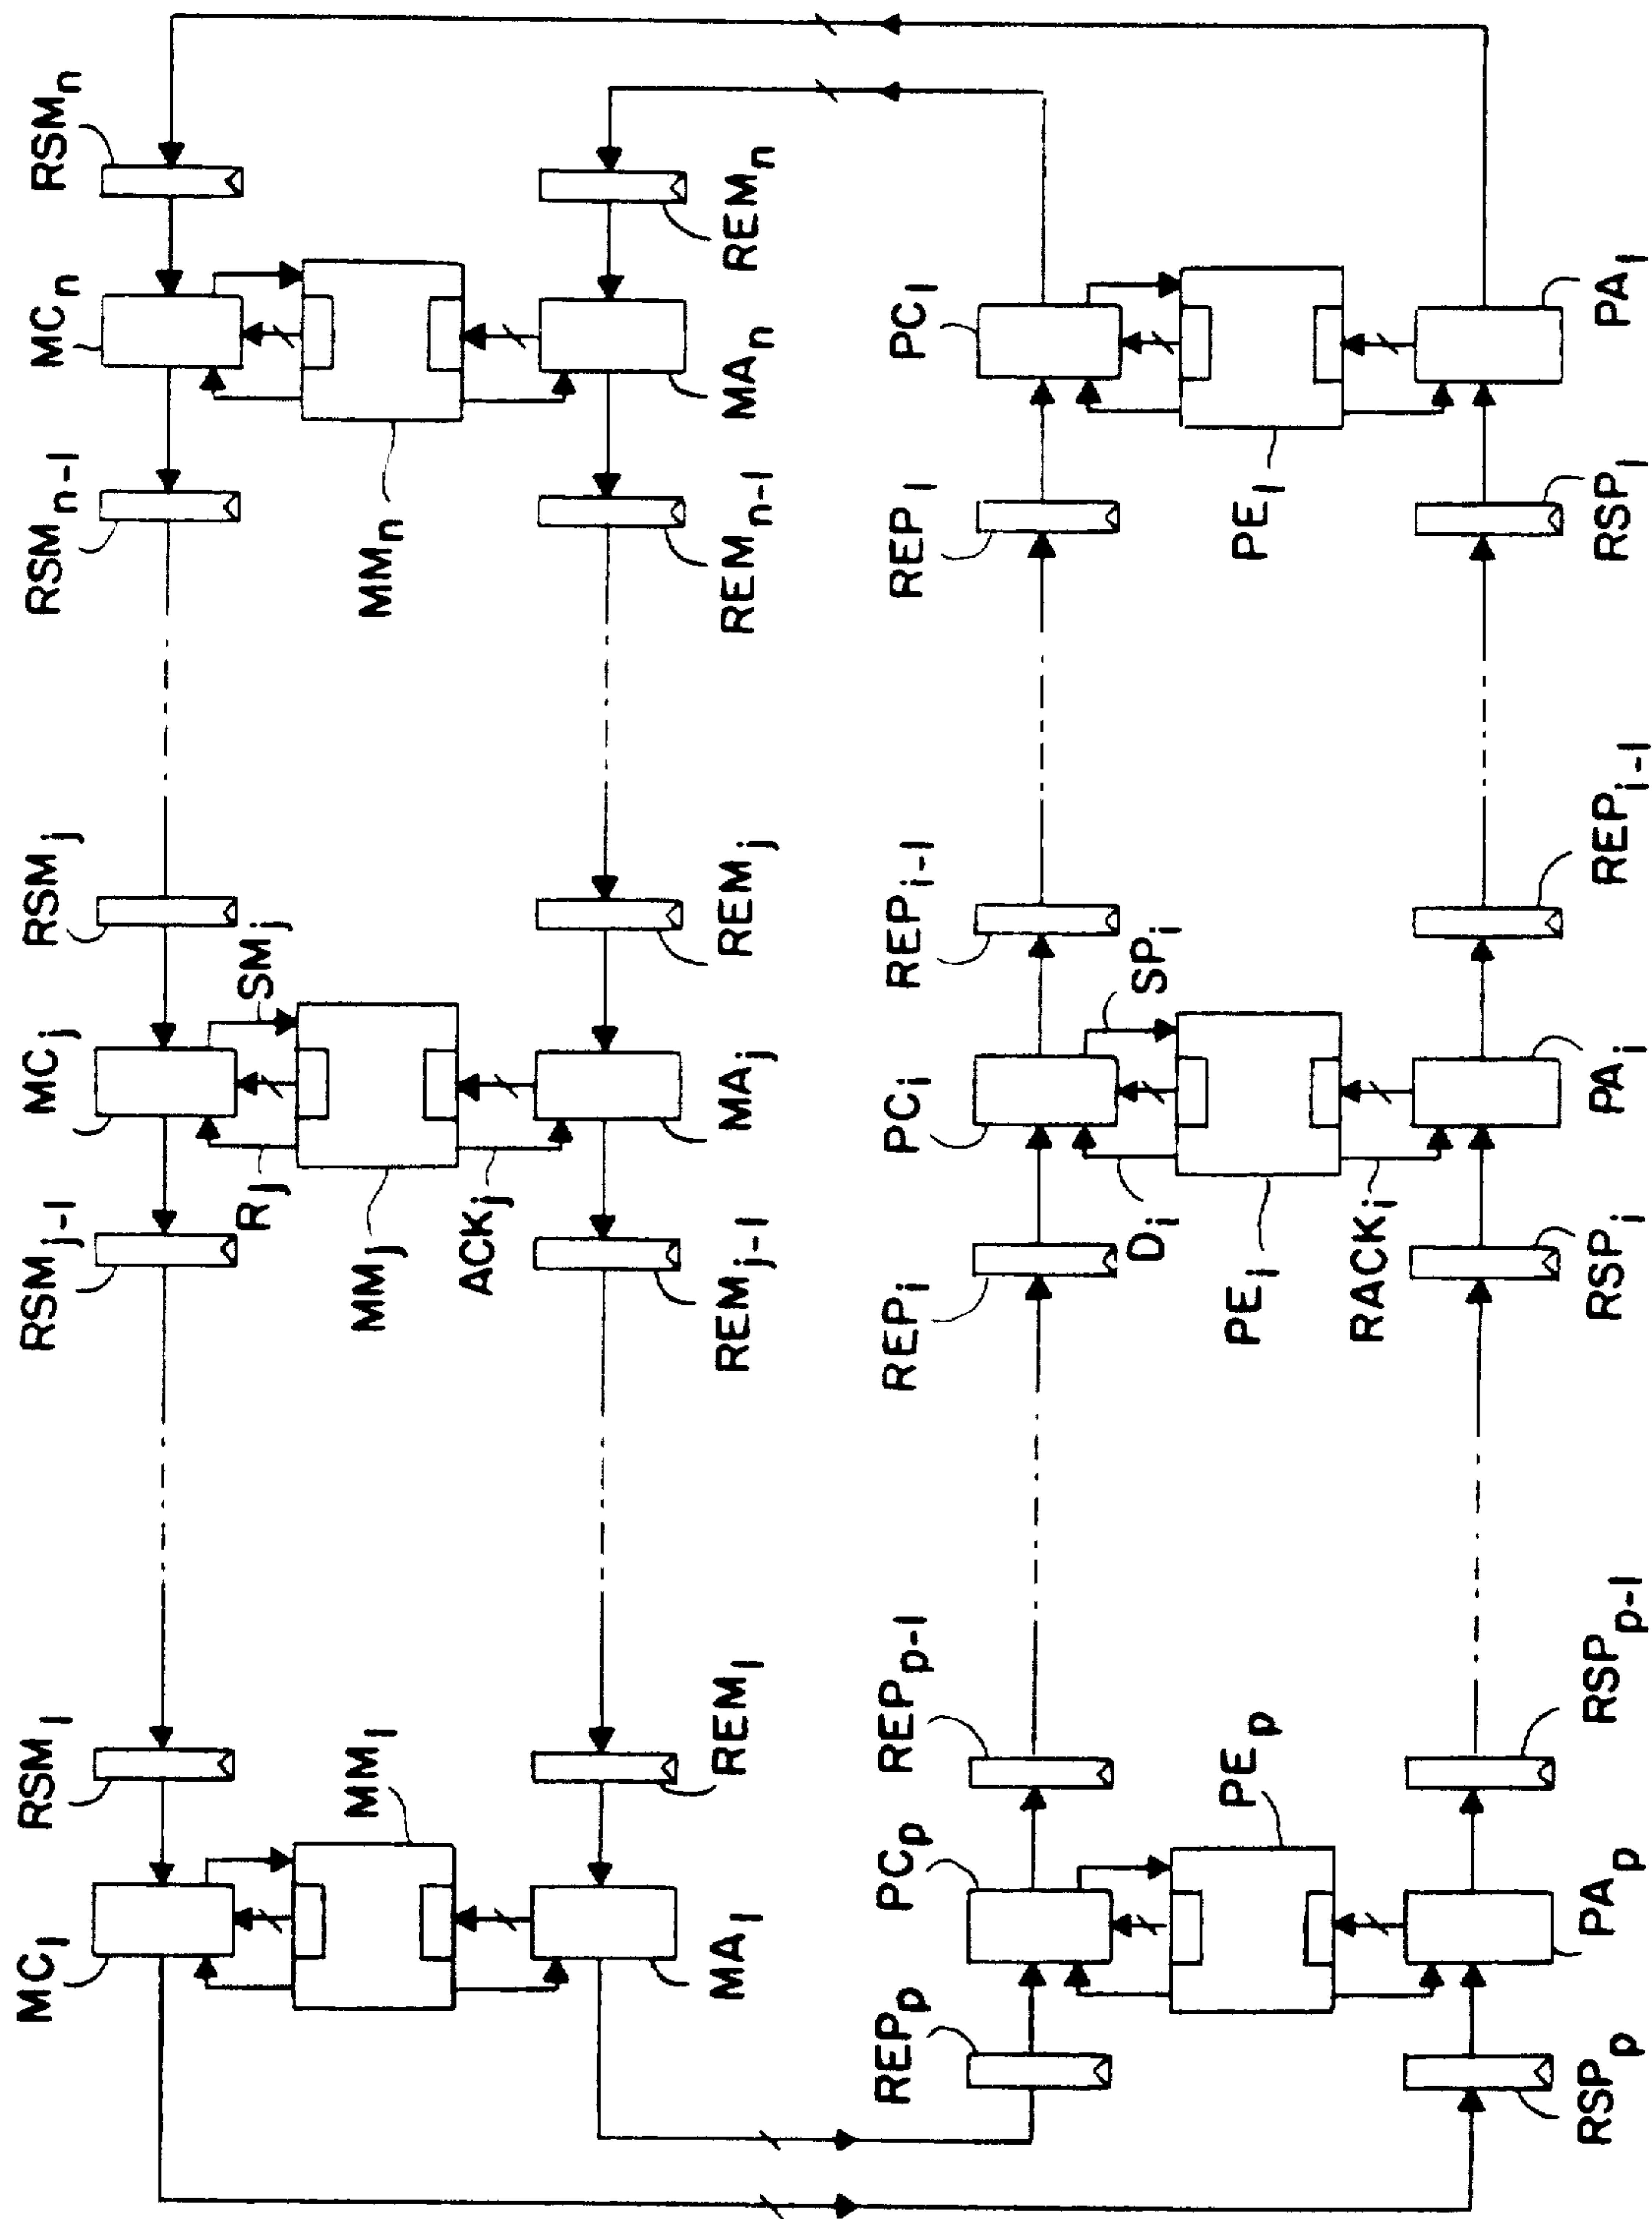 MC1
RSM1
RSMj-1
MCj
RSMj
RSMn-1
MCn
RSMn
Rj
SMj
MM1
MMj
MMn
ACKj
MA1
REM1
REMj-1
MAj
REMj
REMn-1
MAn
REMn
REPp
PCp
REPp-1
REPi
PCi
REPi-1
REP1
PC1
Di
SPi
PEp
PEi
PE1
RACKi
RSPp
PAp
RSPp-1
RSPi
PAi
REPi-1
RSP1
PA1